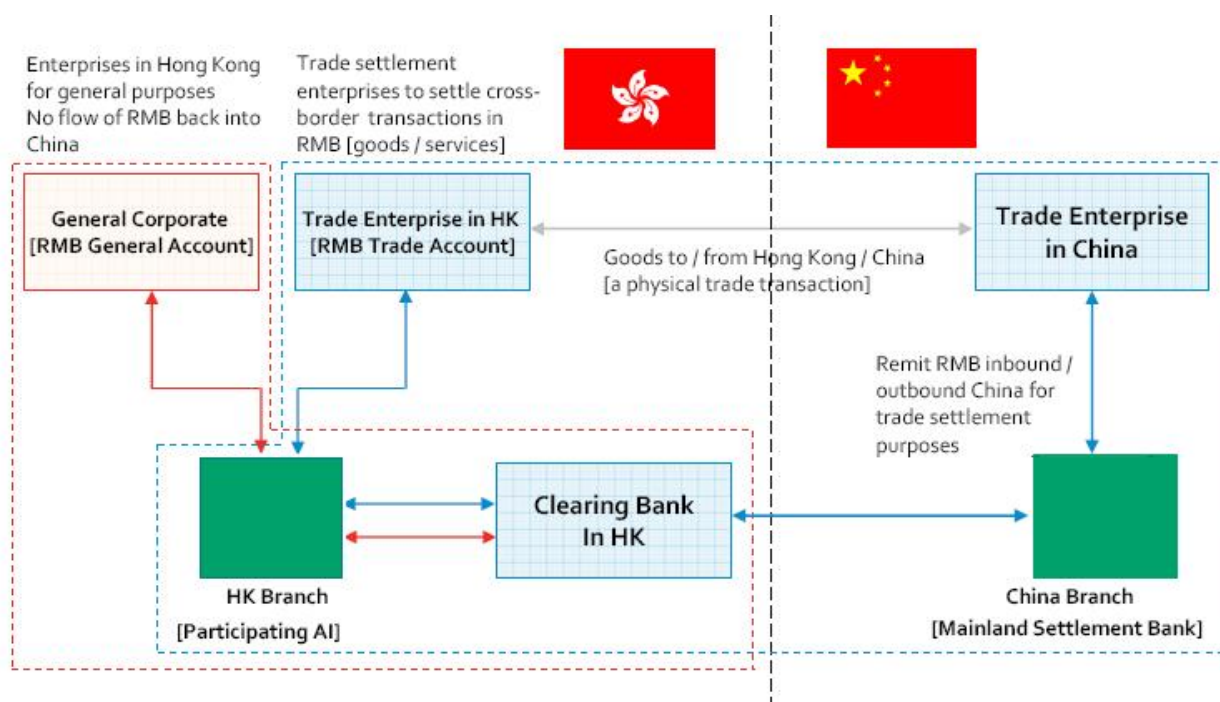 Enterprises in Hong Kong
for general purposes
No flow of RMB back into
China
Trade settlement
enterprises to settle cross-
border transactions in
RMB [goods / services]
General Corporate
[RMB General Account]
Trade Enterprise in HK
[RMB Trade Account]
Trade Enterprise
in China
Goods to / from Hong Kong / China
[a physical trade transaction]
Remit RMB inbound /
outbound China for
trade settlement
purposes
Clearing Bank
In HK
HK Branch
[Participating AI]
China Branch
[Mainland Settlement Bank]